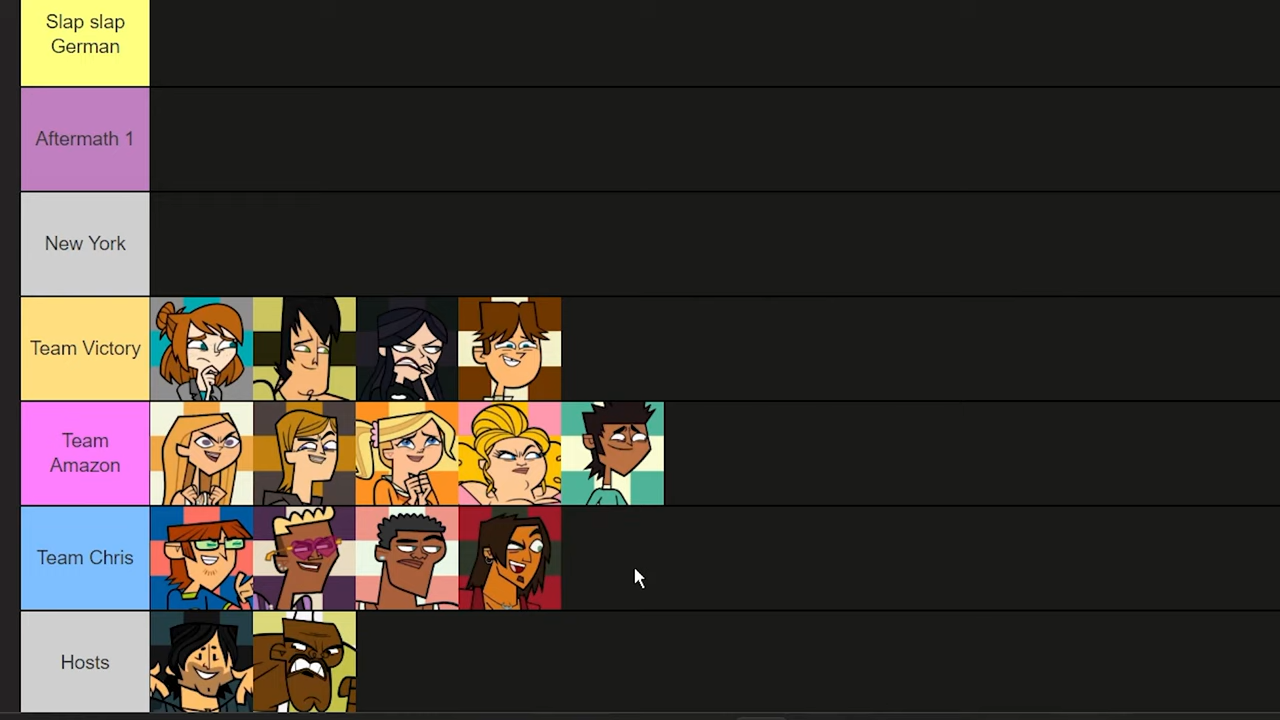 Slap slap
German
Aftermath 1
New York
Team Victory
Team
Amazon
Team Chris
Hosts